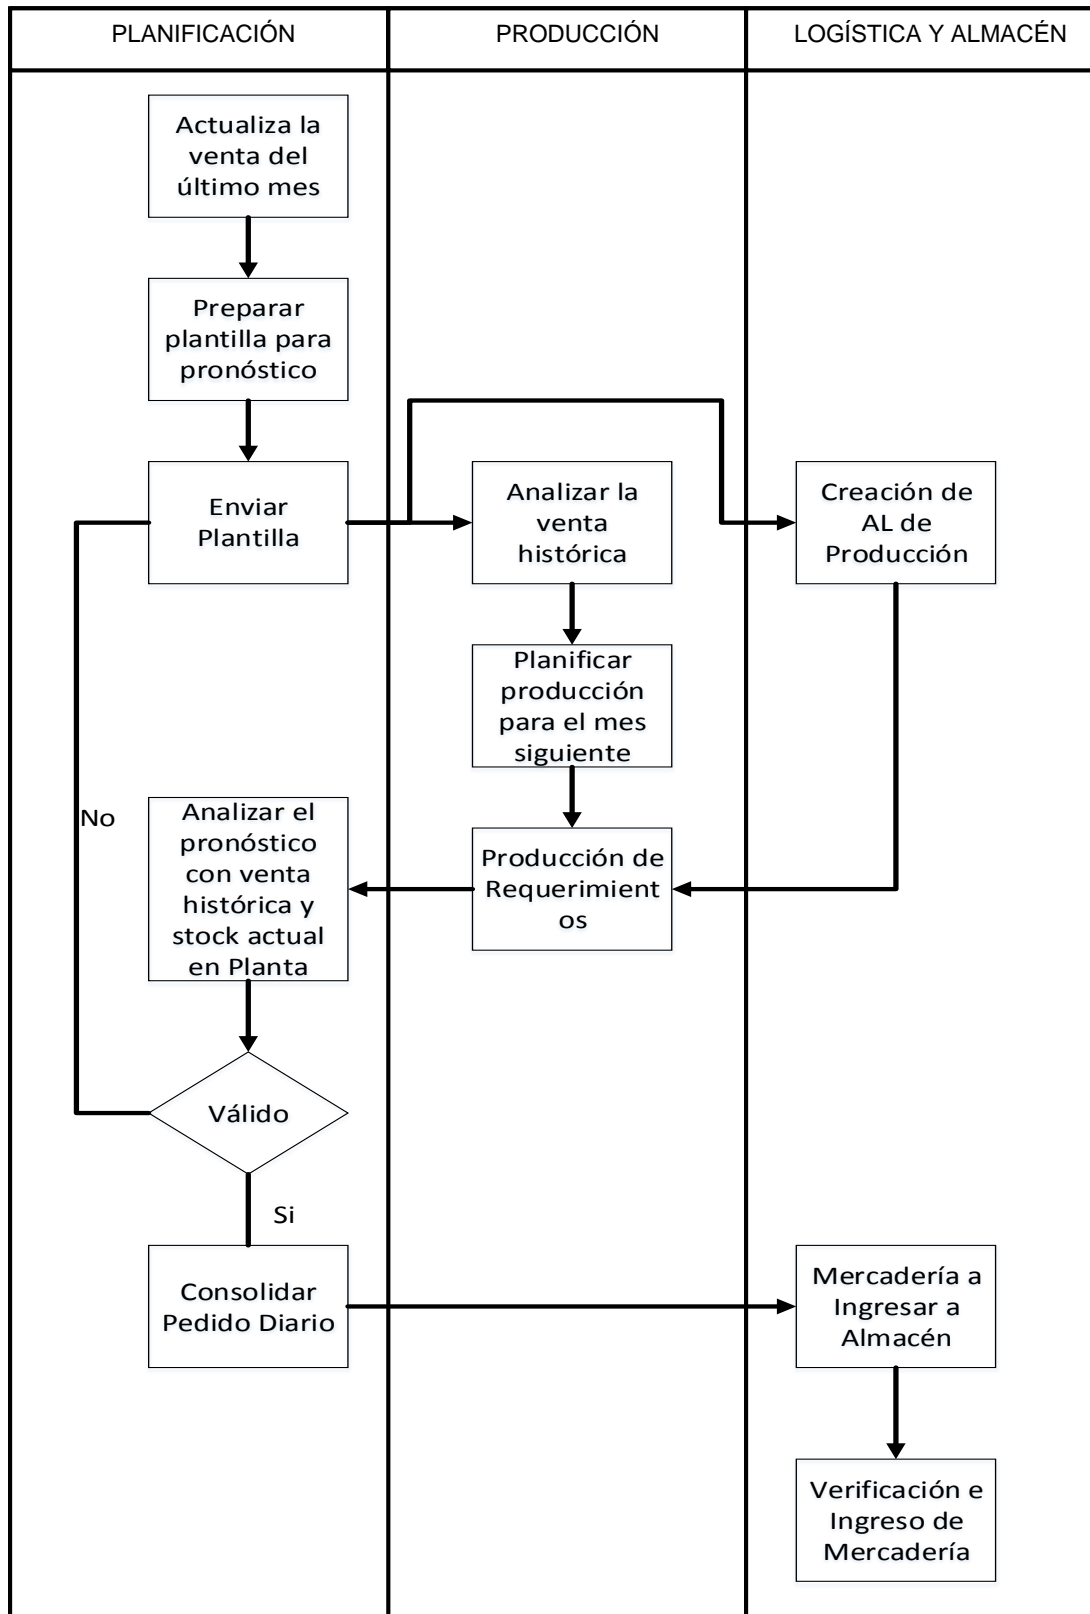 PLANIFICACIÓN
PRODUCCIÓN
LOGÍSTICA Y ALMACÉN
Actualiza la
venta del
último mes
Preparar
plantilla para
pronóstico
Enviar
Plantilla
Analizar la
venta
histórica
Creación de
AL de
Producción
Planificar
producción
para el mes
siguiente
No
Analizar el
pronóstico
con venta
histórica y
stock actual
en Planta
Producción de
Requerimient
os
Válido
Si
Consolidar
Pedido Diario
Mercadería a
Ingresar a
Almacén
Verificación e
Ingreso de
Mercadería